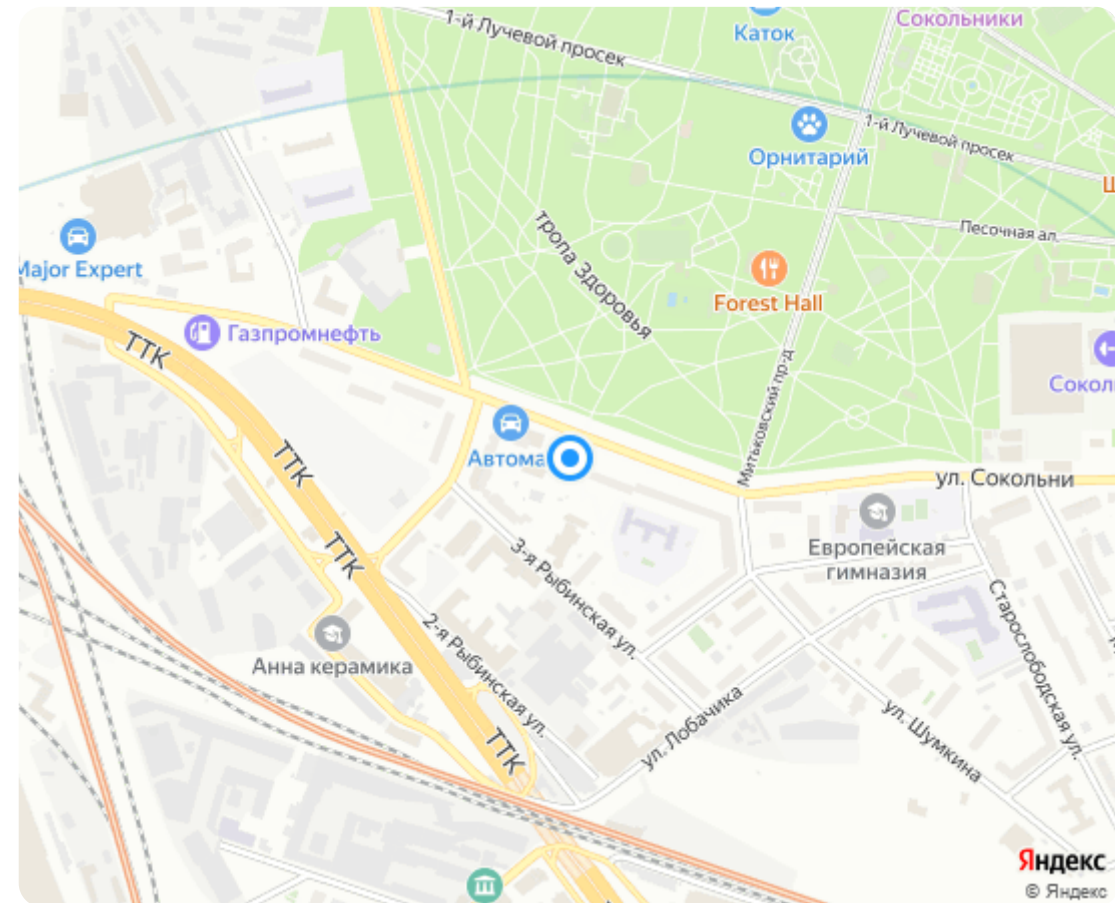 Сокольники
1-й Лучевой просек
Каток
1-й Лучевой просек
Орнитарий
Песочная ал.
тропа Здоровья
Major Expert
Forest Hall
Газпромнефть
ТТК
Сокол
Митьковский пр-д
Автома
ТТК
ул. Сокольни
Европейская
гимназия
3-я Рыбинская ул.
ТТК
Старослободская ул.
2-я Рыбинская ул.
Анна керамика
ул. Лобачика
ул. Шумкина
ТТК
Яндекс
© Яндекс